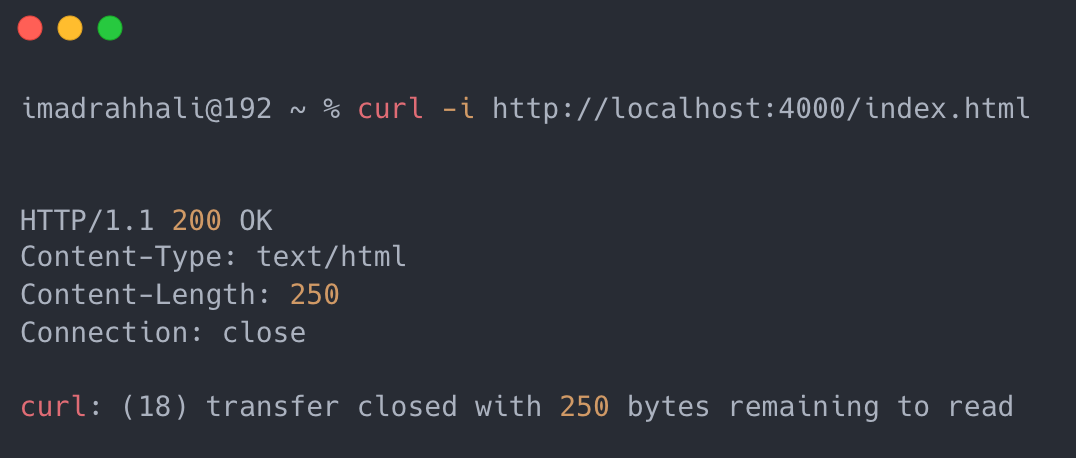 imadrahhali@192 ~ % curl -i http://localhost:4000/index.html
HTTP/1.1 200 OK
Content-Type: text/html
Content-Length: 250
Connection: close
curl: (18) transfer closed with 250 bytes remaining to read